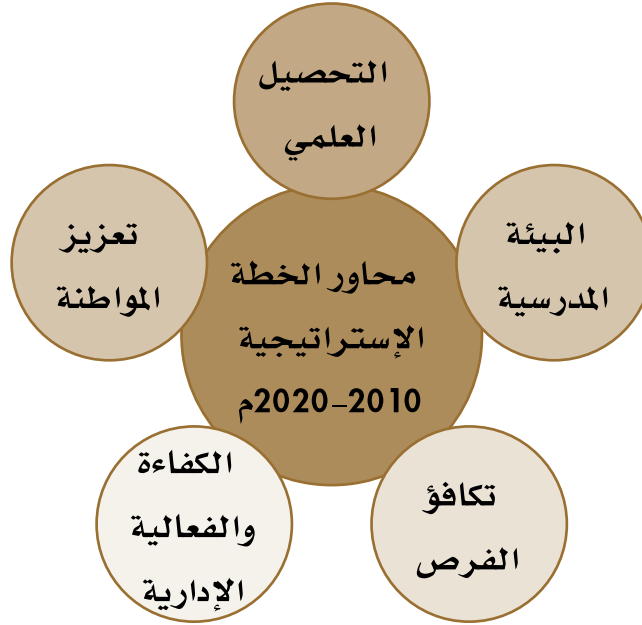 التحصيل
العلمي
البيئة
المدرسية
تعزيز
المواطنة
محاور الخطة
الإستراتيجية
2010–2020م
تكافؤ
الفرص
الكفاءة
والفعالية
الإدارية